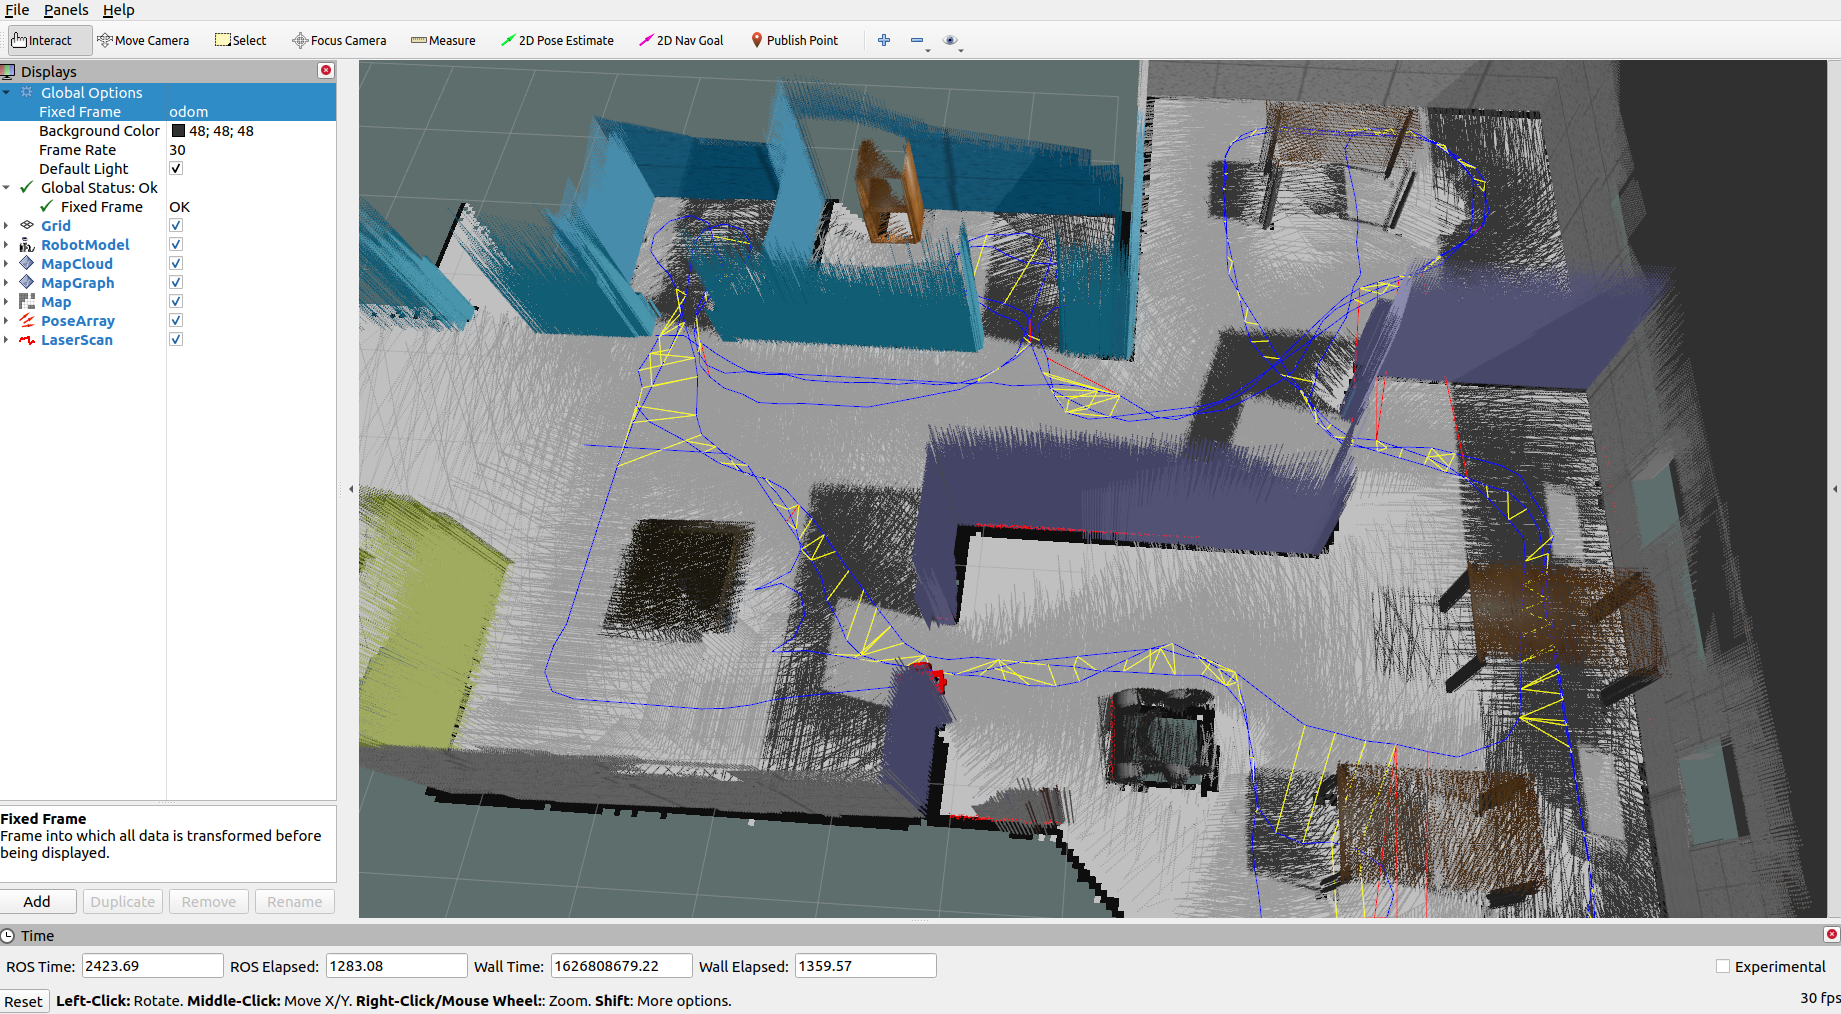 File Panels Help
Interact Move Camera Select Focus Camera Measure 2D Pose Estimate 2D Nav Goal Publish Point
Displays
Global Options
Fixed Frame odom
Background Color 48; 48; 48
Frame Rate 30
Default Light
Global Status: Ok
Fixed Frame OK
Grid
RobotModel
MapCloud
MapGraph
Map
PoseArray
LaserScan
Fixed Frame
Frame into which all data is transformed before
being displayed.
Add Duplicate Remove Rename
Time
ROS Time: 2423.69 ROS Elapsed: 1283.08 Wall Time: 1626808679.22 Wall Elapsed: 1359.57 Experimental
Reset Left-Click: Rotate. Middle-Click: Move X/Y. Right-Click/Mouse Wheel:: Zoom. Shift: More options. 30 fps